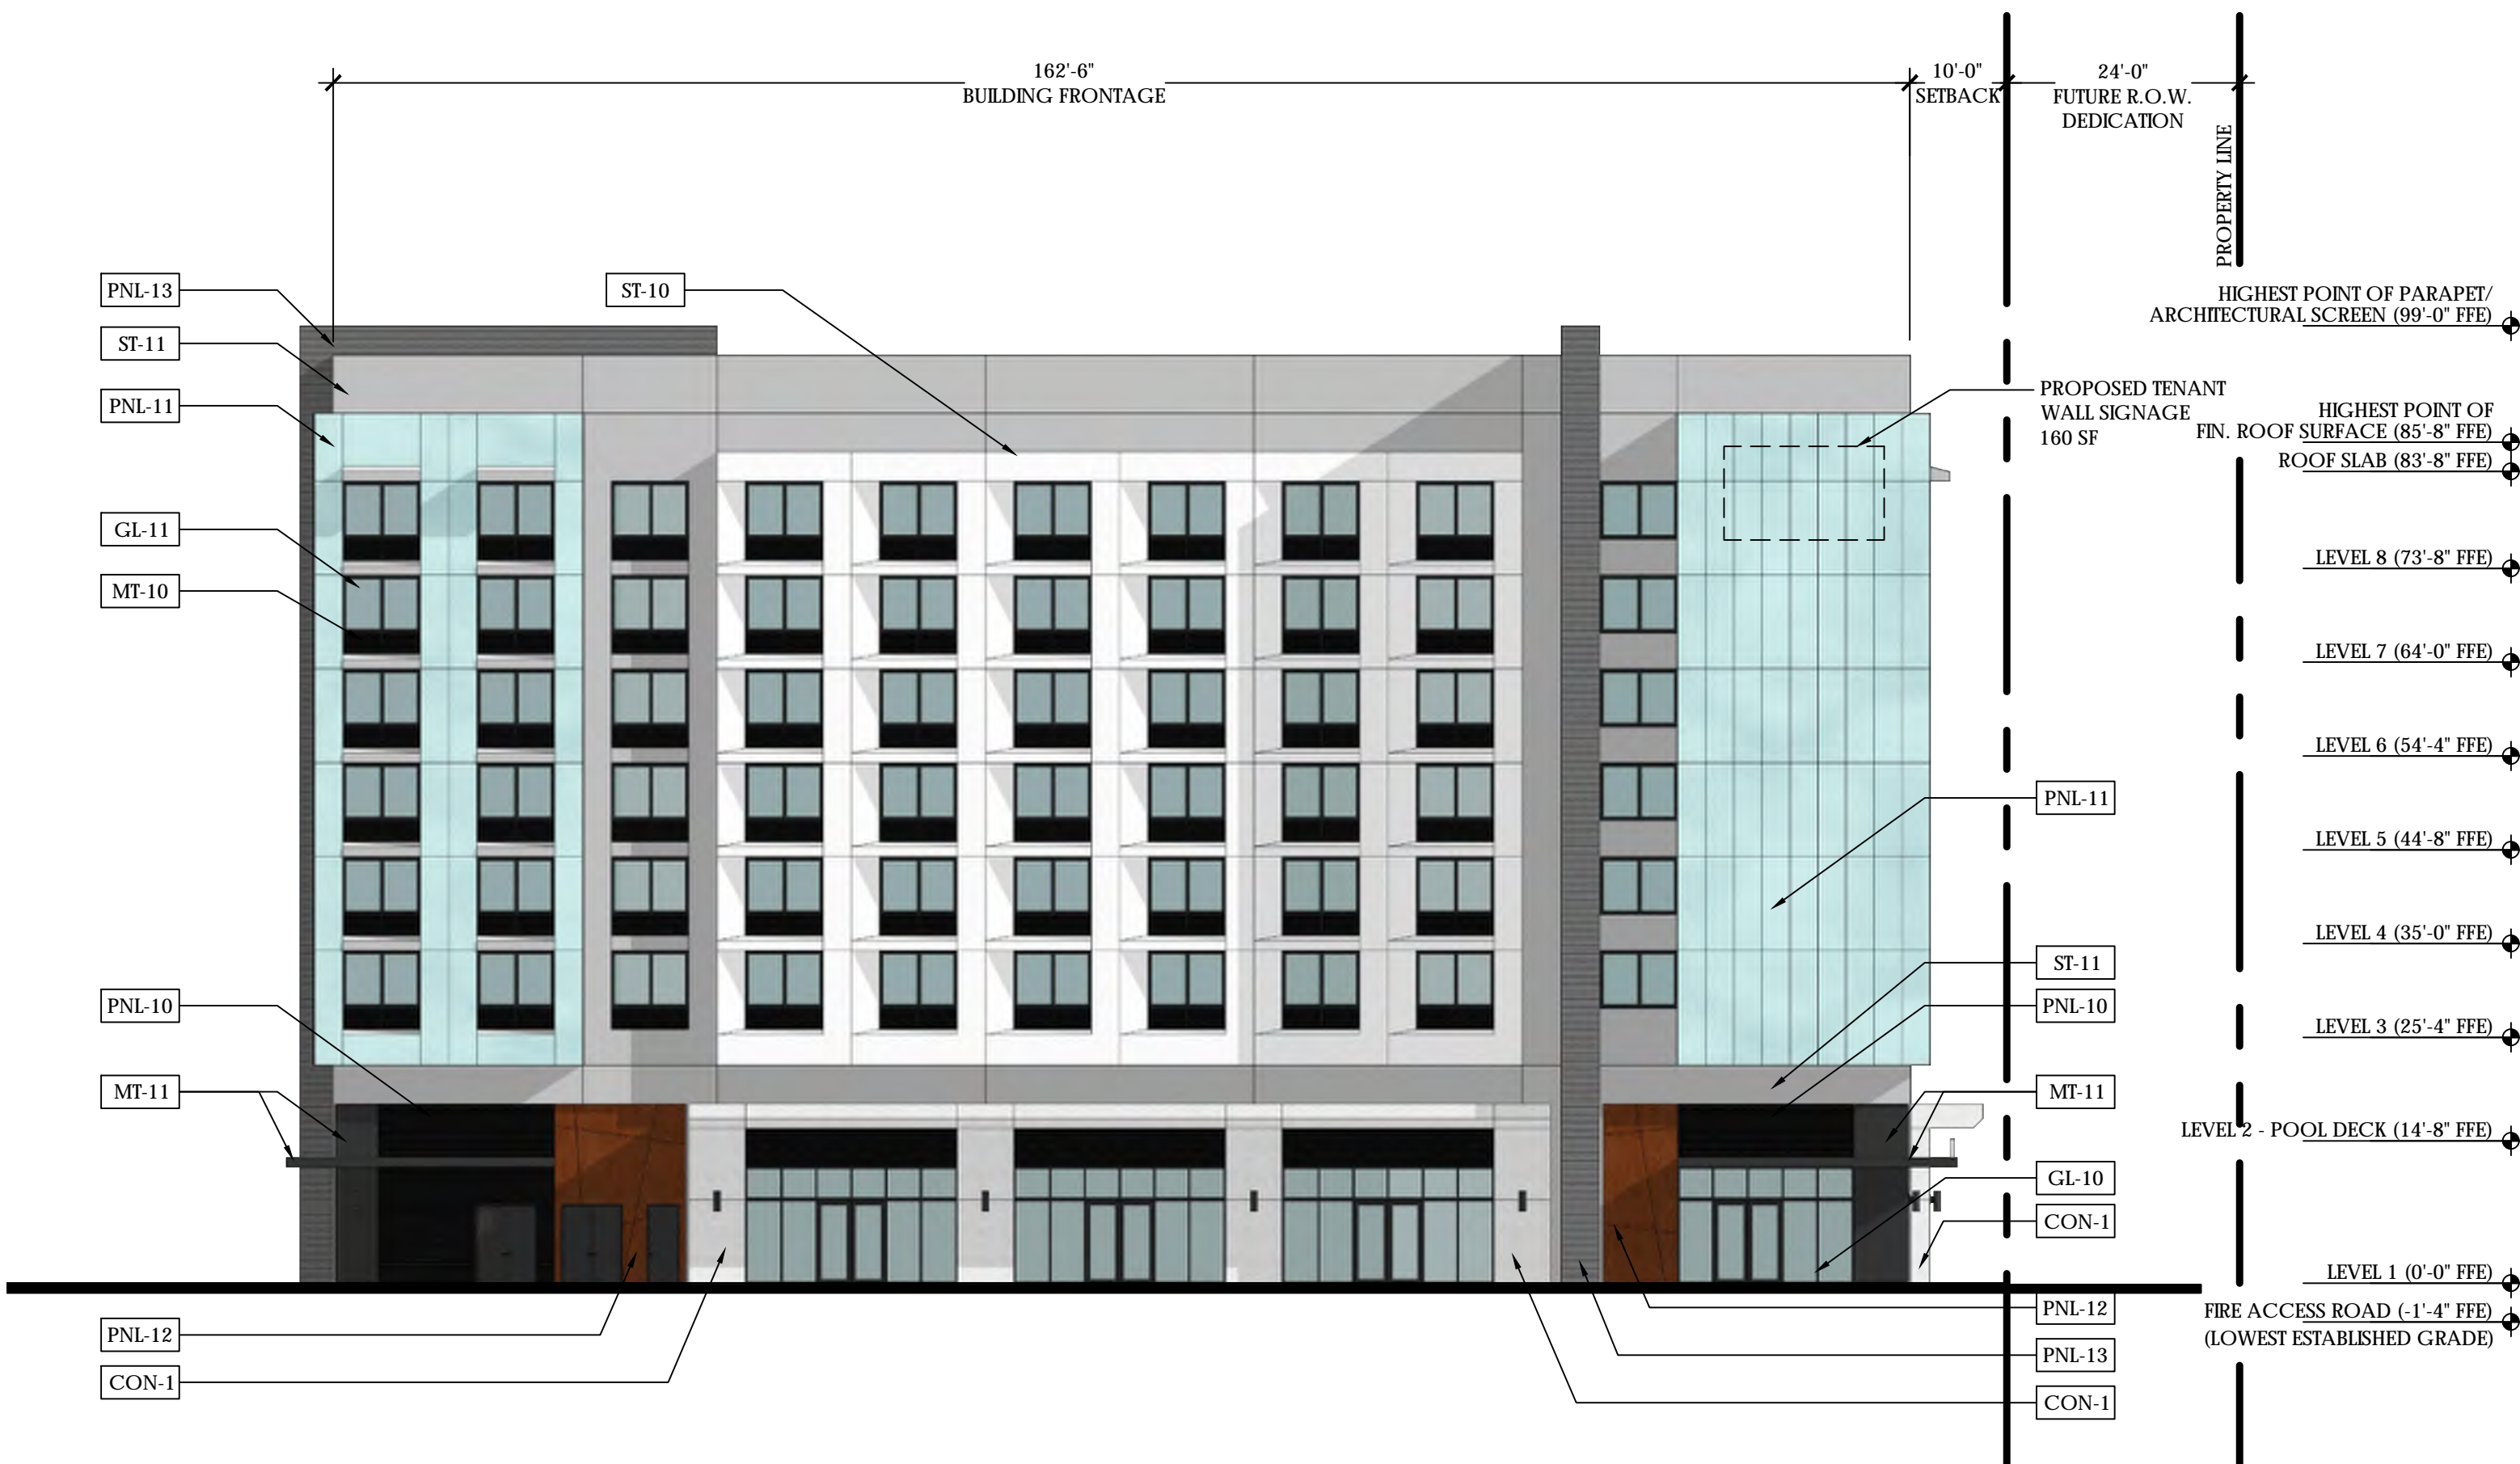 162'-6"
BUILDING FRONTAGE
10'-0"
SETBACK
24'-0"
FUTURE R.O.W.
DEDICATION
PROPERTY LINE
PNL-13
ST-11
PNL-11
GL-11
MT-10
PNL-10
MT-11
PNL-12
CON-1
ST-10
PROPOSED TENANT
WALL SIGNAGE
160 SF
PNL-11
ST-11
PNL-10
MT-11
GL-10
CON-1
PNL-12
PNL-13
CON-1
HIGHEST POINT OF PARAPET/
ARCHITECTURAL SCREEN (99'-0" FFE)
HIGHEST POINT OF
FIN. ROOF SURFACE (85'-8" FFE)
ROOF SLAB (83'-8" FFE)
LEVEL 8 (73'-8" FFE)
LEVEL 7 (64'-0" FFE)
LEVEL 6 (54'-4" FFE)
LEVEL 5 (44'-8" FFE)
LEVEL 4 (35'-0" FFE)
LEVEL 3 (25'-4" FFE)
LEVEL 2 - POOL DECK (14'-8" FFE)
LEVEL 1 (0'-0" FFE)
FIRE ACCESS ROAD (-1'-4" FFE)
(LOWEST ESTABLISHED GRADE)